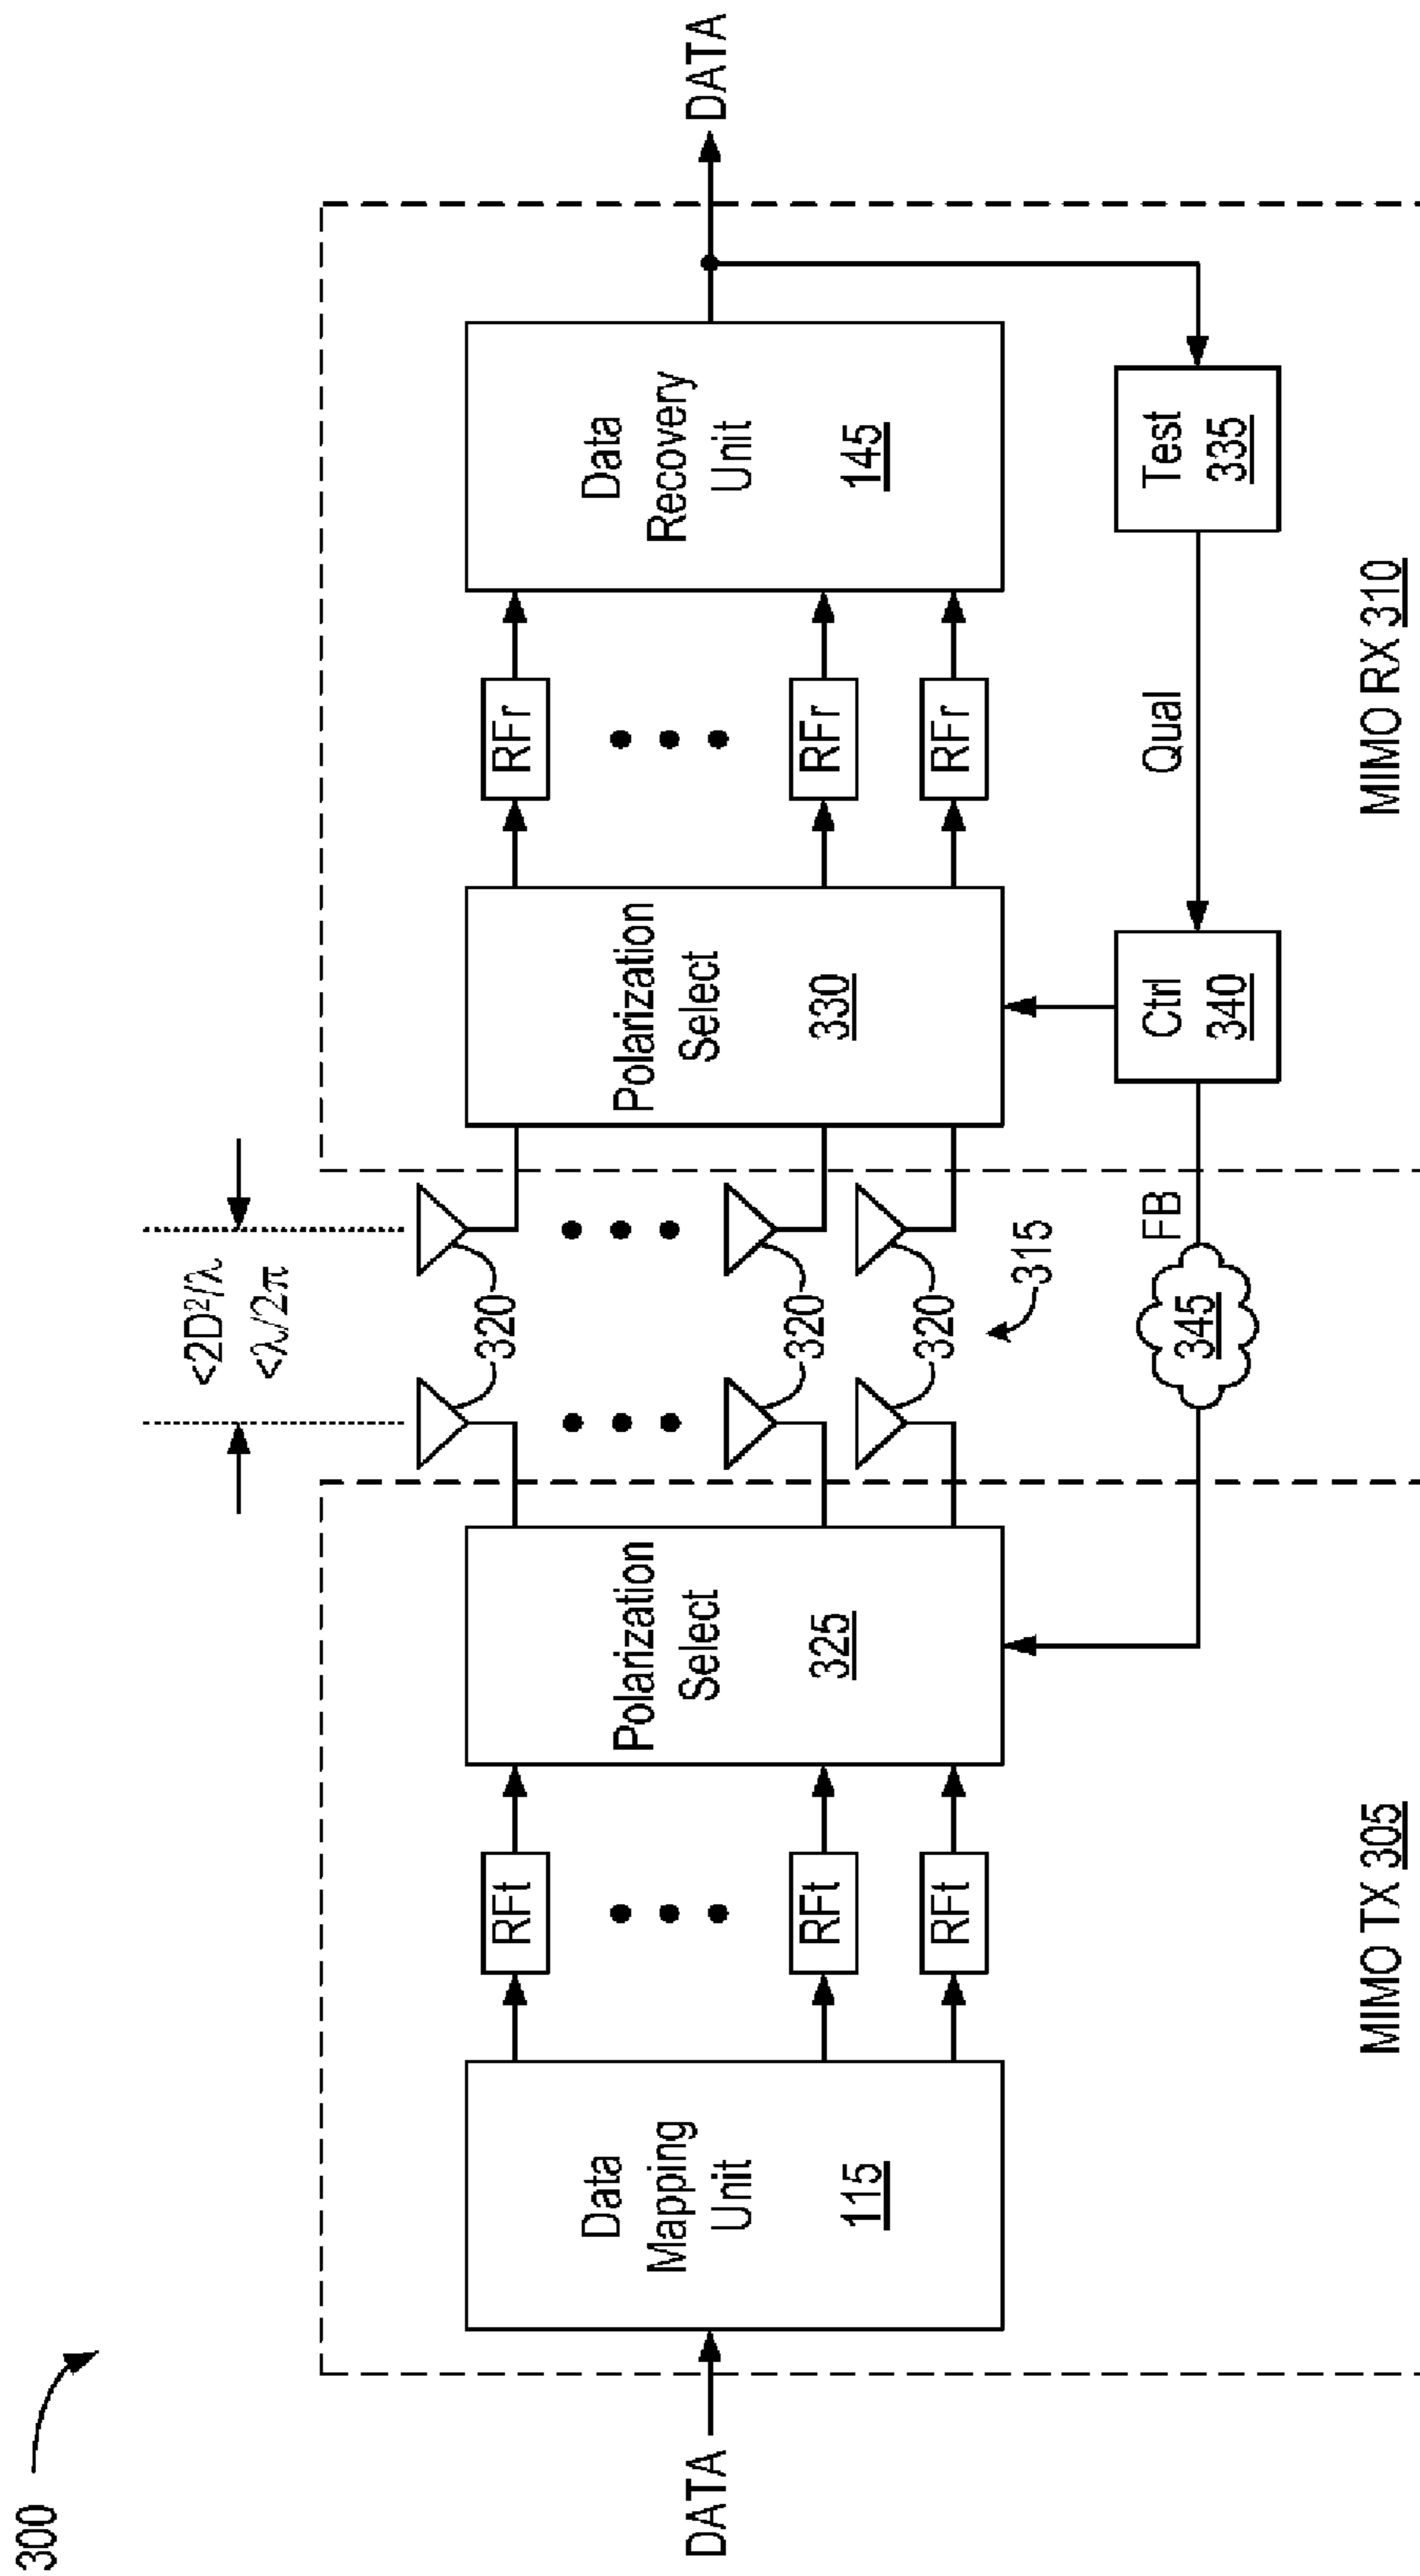 300
<2D²/λ
<λ/2π
DATA
Data
Mapping
Unit
115
RFt
RFt
RFt
Polarization
Select
325
320
320
320
315
Polarization
Select
330
RFr
RFr
RFr
Data
Recovery
Unit
145
DATA
345
FB
Ctrl
340
Qual
Test
335
MIMO TX 305
MIMO RX 310